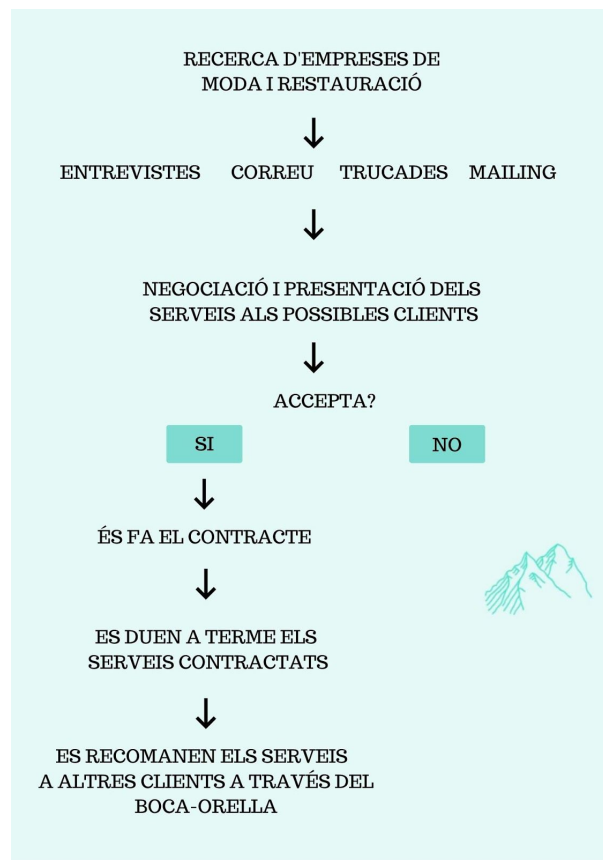 RECERCA D'EMPRESES DE
MODA I RESTAURACIÓ
ENTREVISTES CORREU TRUCADES MAILING
NEGOCIACIÓ I PRESENTACIÓ DELS
SERVEIS ALS POSSIBLES CLIENTS
ACCEPTA?
SI NO
ÉS FA EL CONTRACTE
ES DUEN A TERME ELS
SERVEIS CONTRACTATS
ES RECOMANEN ELS SERVEIS
A ALTRES CLIENTS A TRAVÉS DEL
BOCA-ORELLA